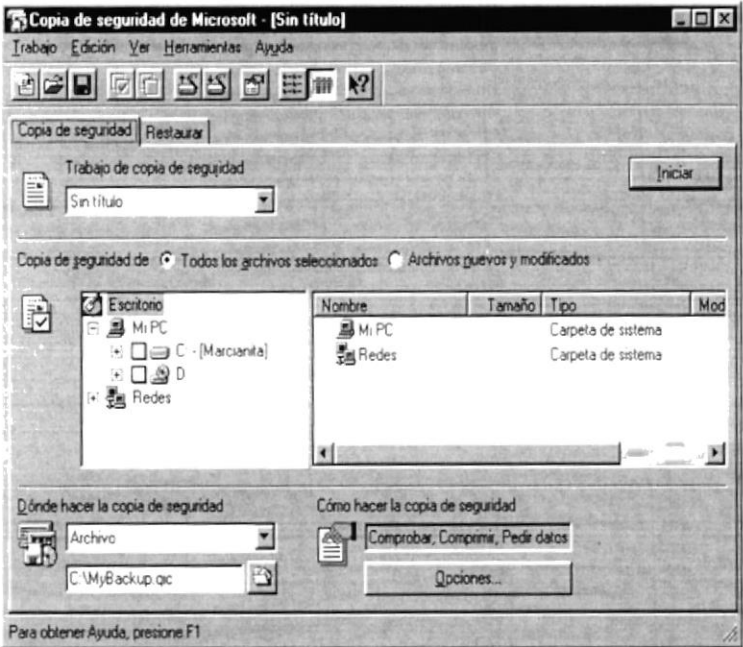 Copia de seguridad de Microsoft - [Sin título]
Trabajo Edición Ver Herramientas Ayuda
Copia de seguridad Restaurar
Trabajo de copia de seguridad
Sin título
Iniciar
Copia de seguridad de Todos los archivos seleccionados Archivos nuevos y modificados
Escritorio
Mi PC
C - [Marcianita]
D
Redes
Nombre Tamaño Tipo Mod
Mi PC Carpeta de sistema
Redes Carpeta de sistema
Dónde hacer la copia de seguridad
Archivo
C:\MyBackup.qic
Cómo hacer la copia de seguridad
Comprobar, Comprimir, Pedir datos
Opciones...
Para obtener Ayuda, presione F1